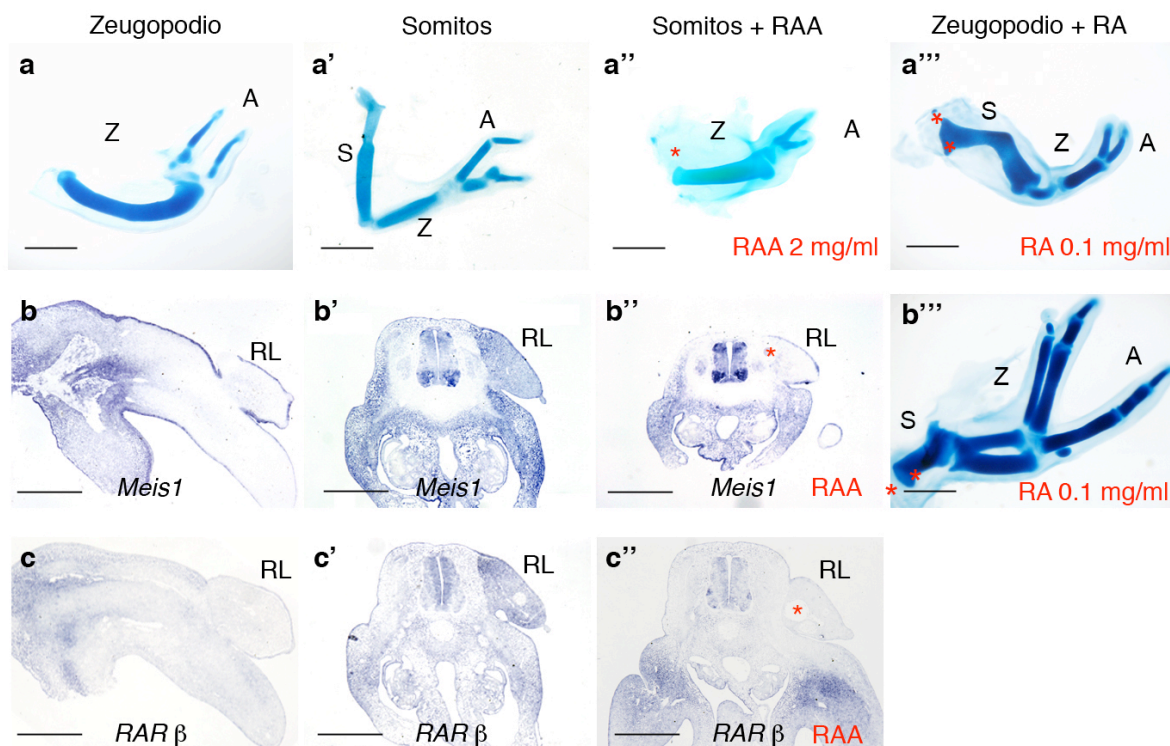 Zeugopodio Somitos Somitos + RAA Zeugopodio + RA
a Z A
a’ S Z A
a’’ Z A * RAA 2 mg/ml
a’’’ S Z A * * RA 0.1 mg/ml
b RL Meis1
b’ RL Meis1
b’’ RL * Meis1 RAA
b’’’ S Z A * * RA 0.1 mg/ml
c RL RAR β
c’ RL RAR β
c’’ RL * RAR β RAA